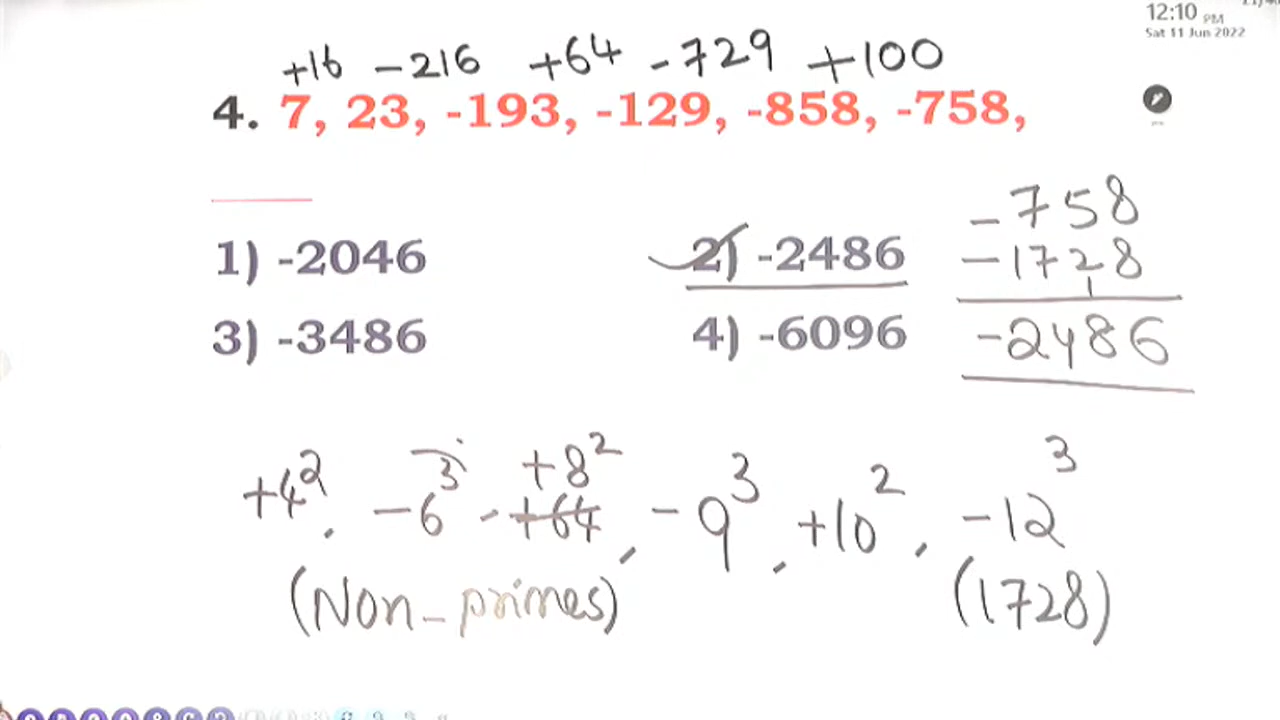 12:10 PM
Sat 11 Jun 2022
+16 -216 +64 -729 +100
4. 7, 23, -193, -129, -858, -758,
-758
1) -2046 2) -2486 -1728
1
3) -3486 4) -6096 -2486
+4², -6³, +8² +64, -9³, +10², -12³
(Non-primes) (1728)